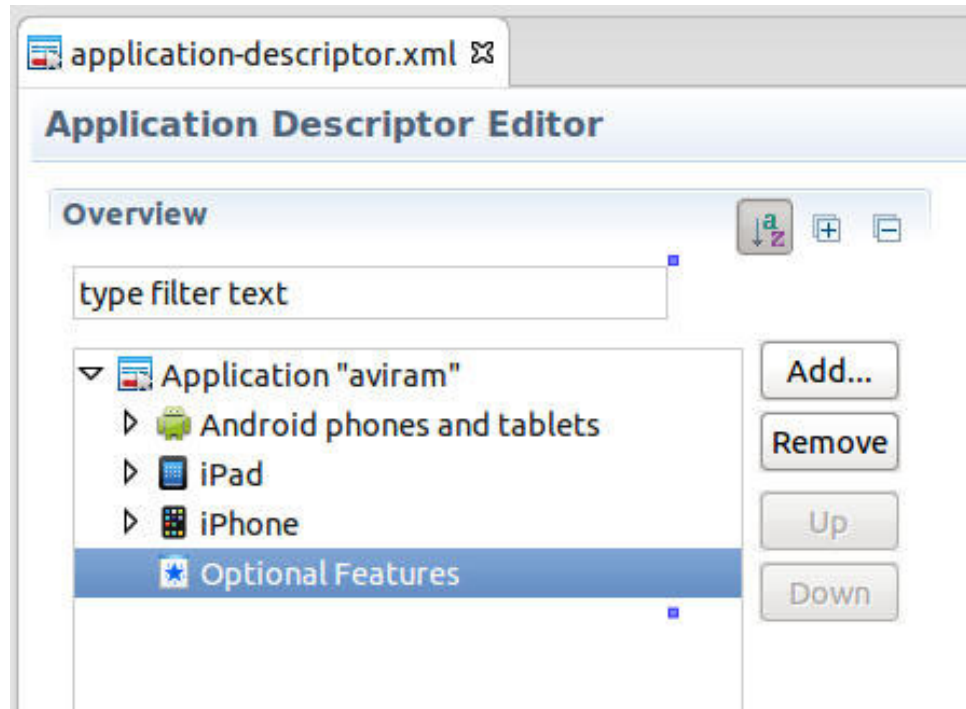 application-descriptor.xml
Application Descriptor Editor
Overview
type filter text
Application "aviram"
Android phones and tablets
iPad
iPhone
Optional Features
Add...
Remove
Up
Down